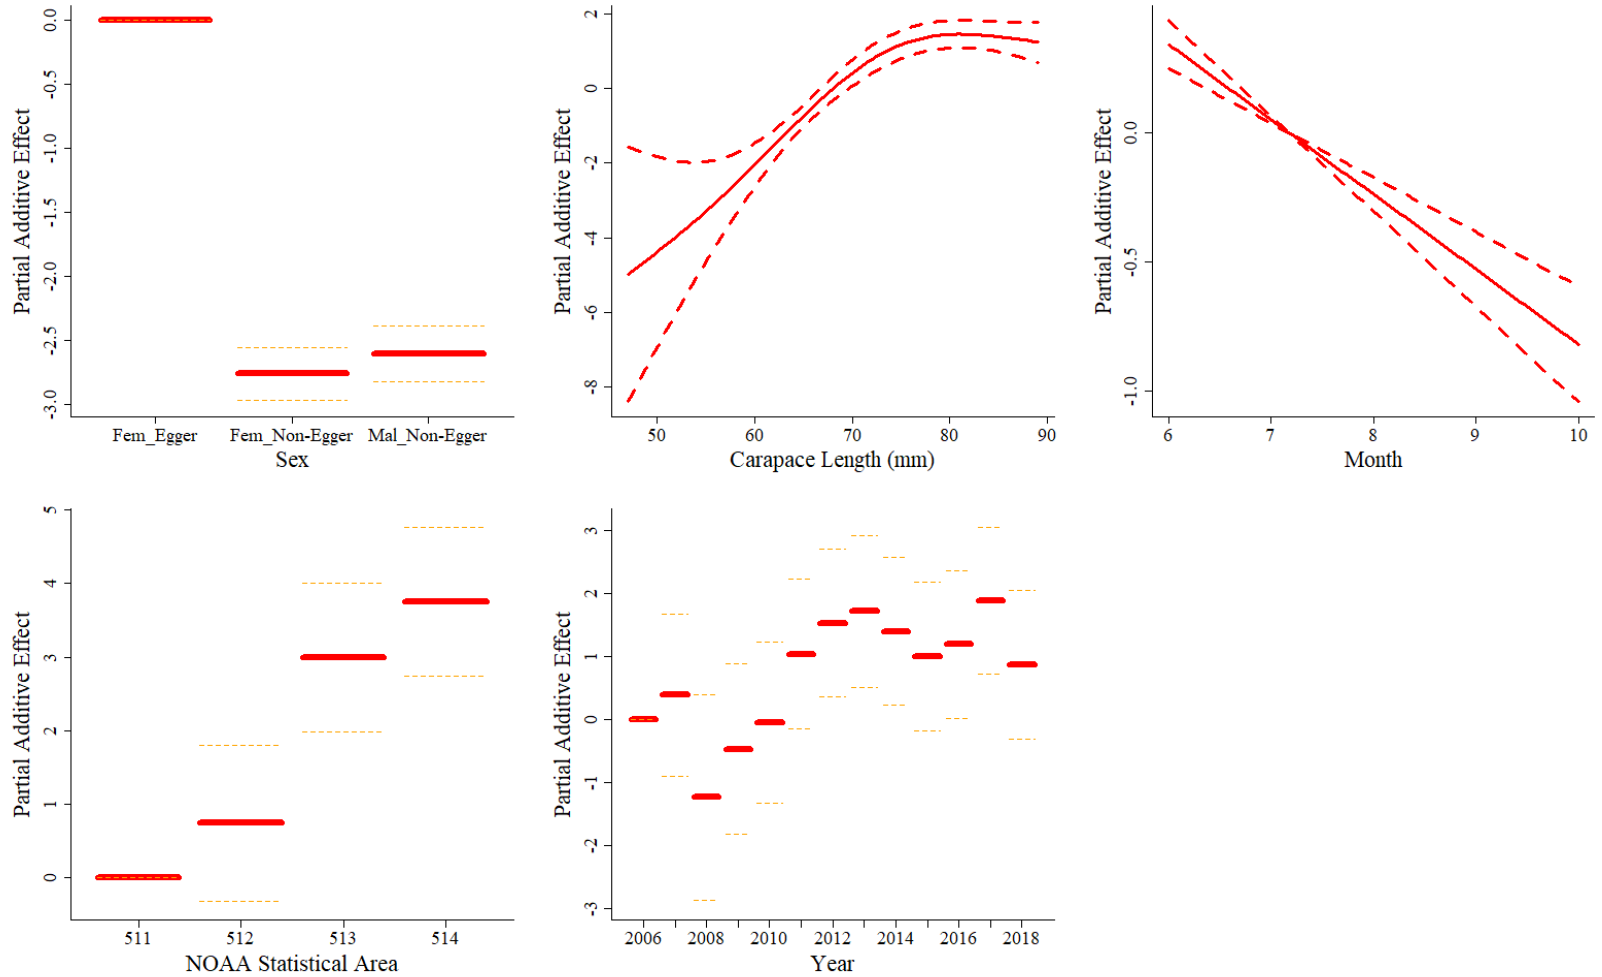 Partial Additive Effect
0.0
-0.5
-1.0
-1.5
-2.0
-2.5
-3.0
Fem_Egger Fem_Non-Egger Mal_Non-Egger
Sex
Partial Additive Effect
2
0
-2
-4
-6
-8
50 60 70 80 90
Carapace Length (mm)
Partial Additive Effect
0.0
-0.5
-1.0
6 7 8 9 10
Month
Partial Additive Effect
5
4
3
2
1
0
511 512 513 514
NOAA Statistical Area
Partial Additive Effect
3
2
1
0
-1
-2
-3
2006 2008 2010 2012 2014 2016 2018
Year